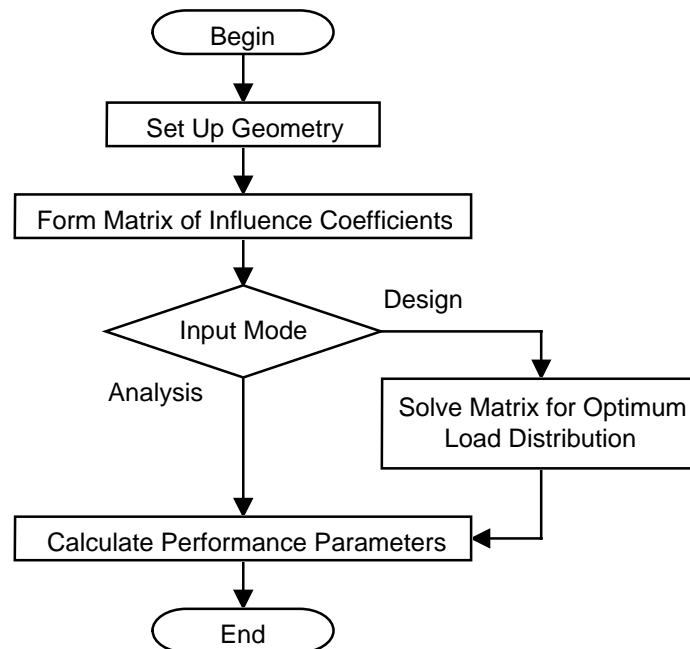 Begin
Set Up Geometry
Form Matrix of Influence Coefficients
Design
Input Mode
Analysis
Solve Matrix for Optimum
Load Distribution
Calculate Performance Parameters
End